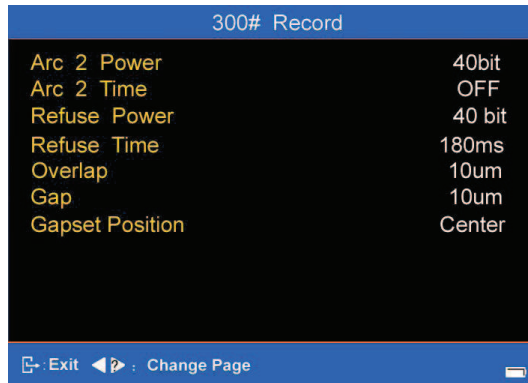 300# Record
Arc 2 Power 40bit
Arc 2 Time OFF
Refuse Power 40 bit
Refuse Time 180ms
Overlap 10um
Gap 10um
Gapset Position Center
:Exit ? : Change Page